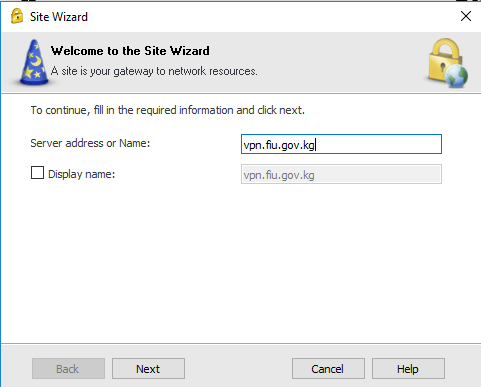 Site Wizard
Welcome to the Site Wizard
A site is your gateway to network resources.
To continue, fill in the required information and click next.
Server address or Name:
vpn.fiu.gov.kg
Display name:
vpn.fiu.gov.kg
Back
Next
Cancel
Help